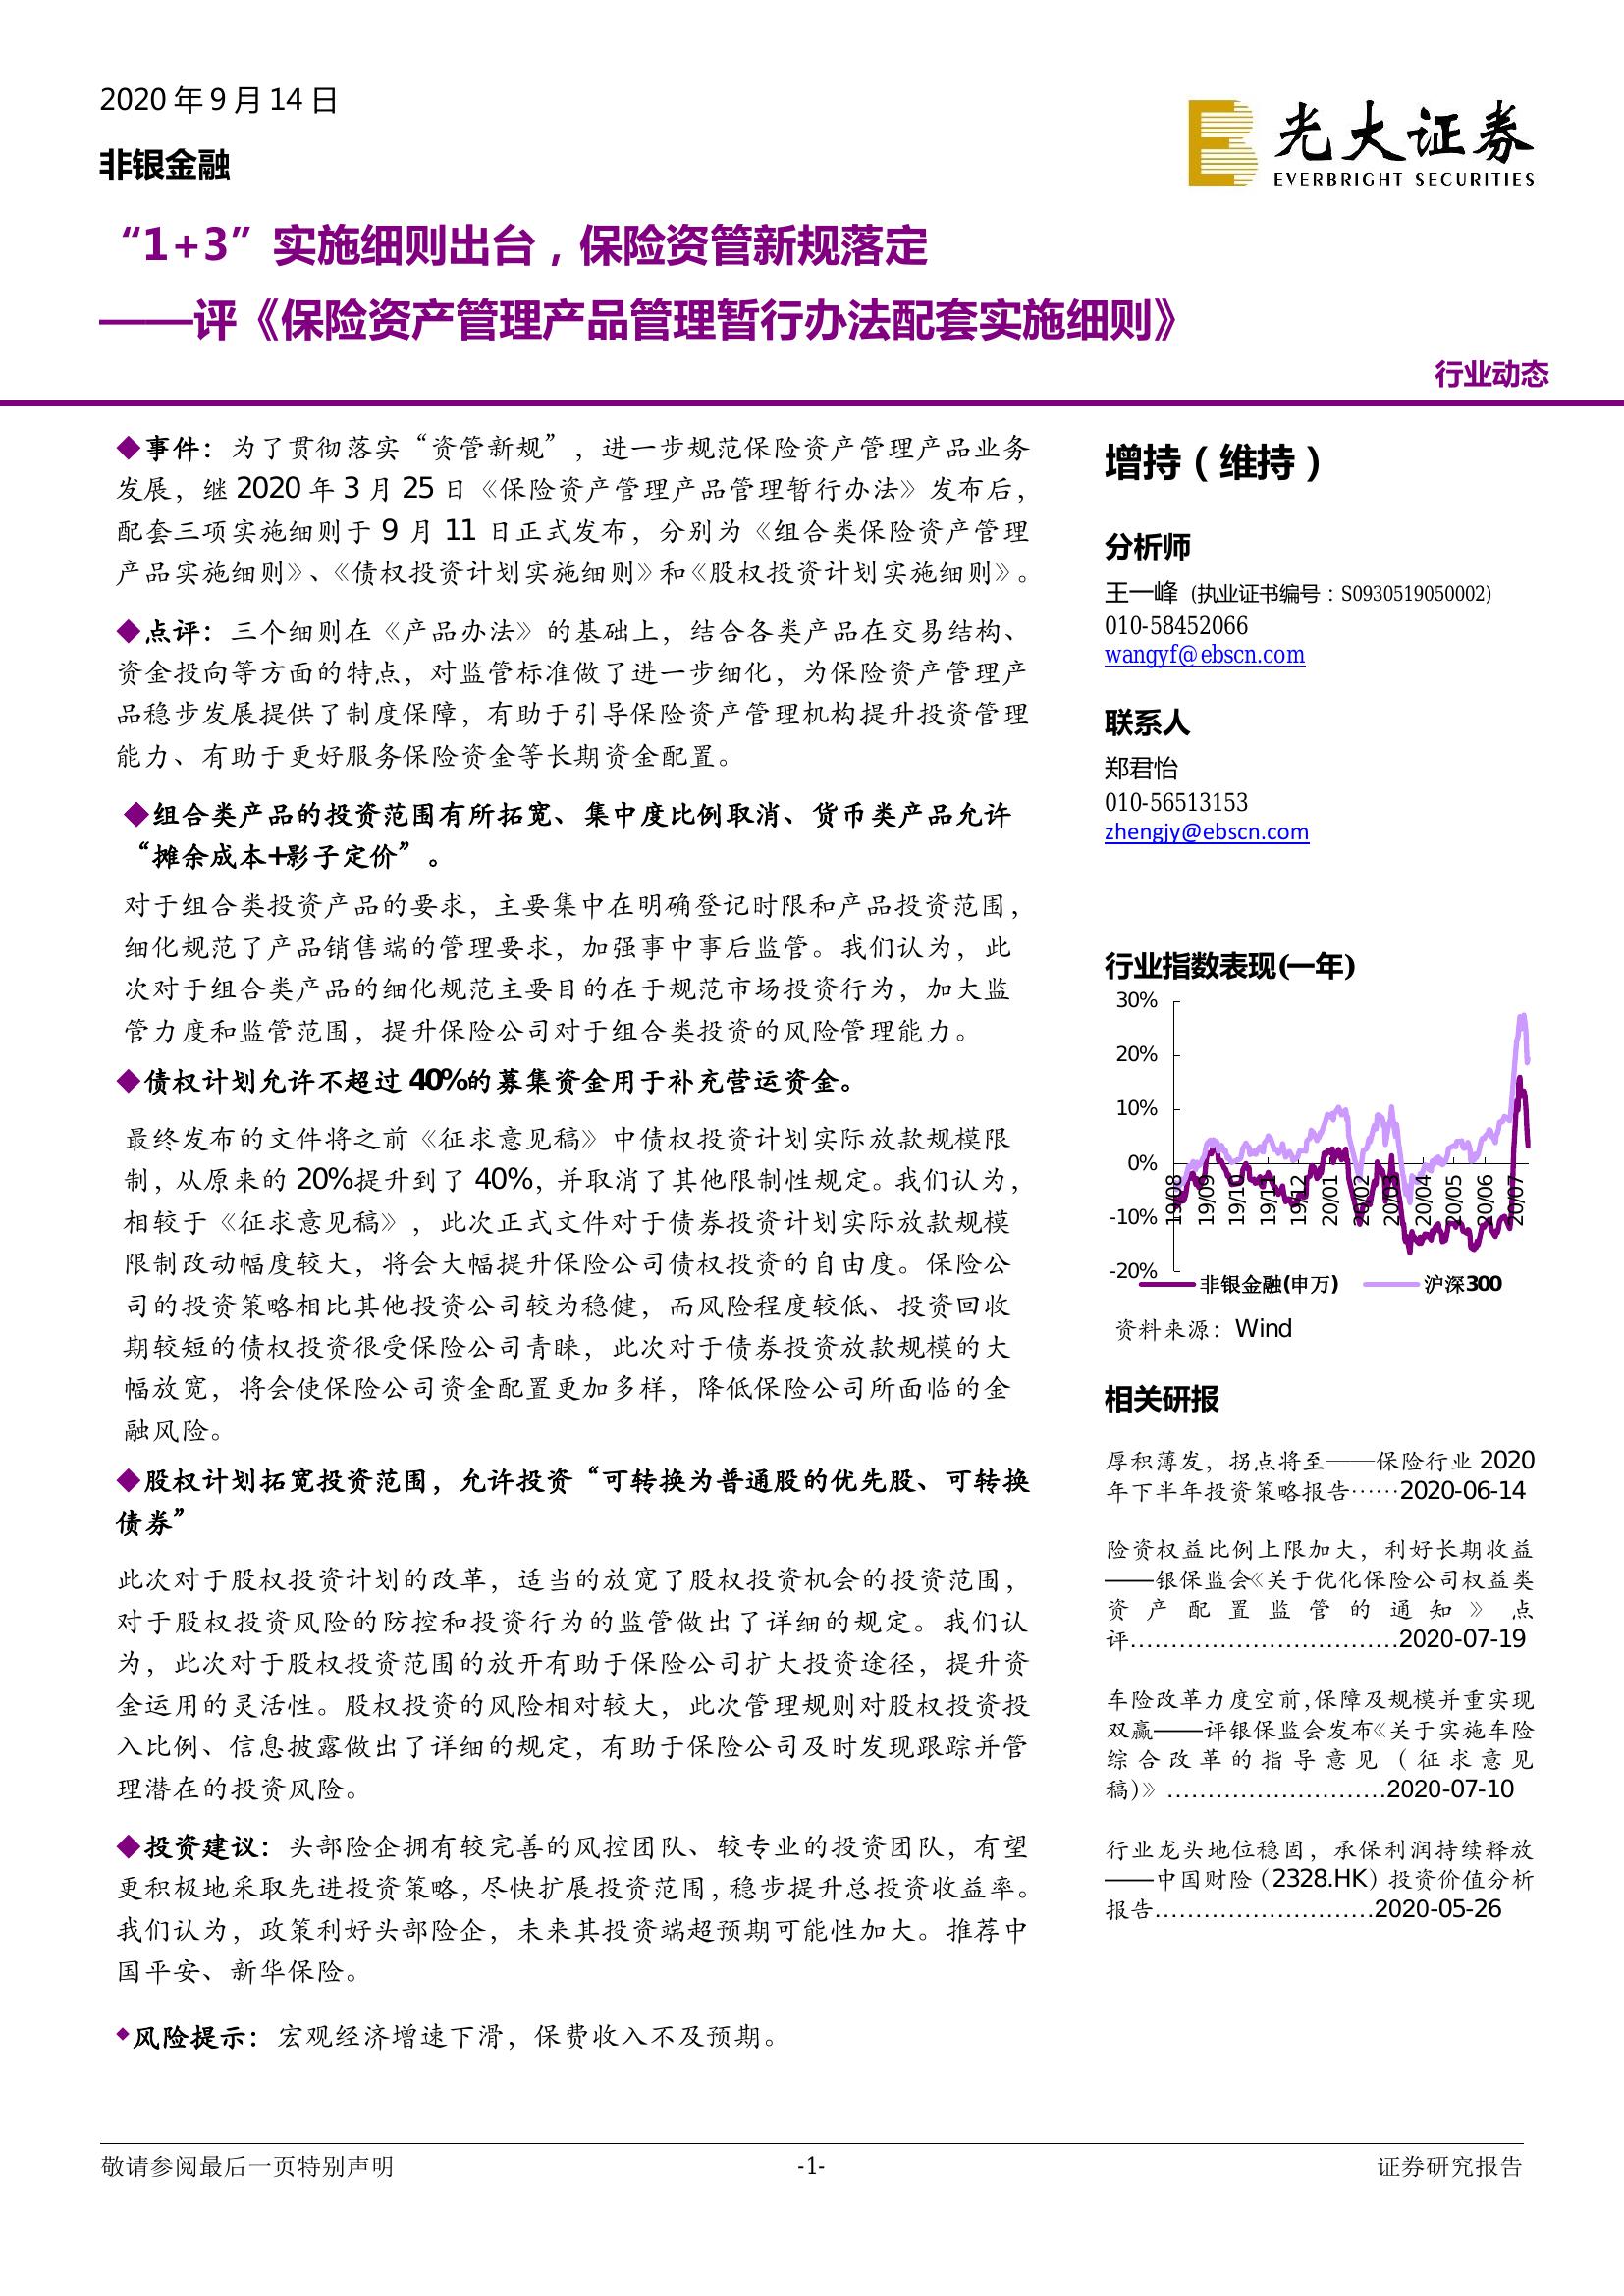 2020 年 9 月 14 日
非银金融
光大证券
EVERBRIGHT SECURITIES
“1+3”实施细则出台，保险资管新规落定
——评《保险资产管理产品管理暂行办法配套实施细则》
行业动态
◆事件：为了贯彻落实“资管新规”，进一步规范保险资产管理产品业务
发展，继 2020 年 3 月 25 日《保险资产管理产品管理暂行办法》发布后，
配套三项实施细则于 9 月 11 日正式发布，分别为《组合类保险资产管理
产品实施细则》、《债权投资计划实施细则》和《股权投资计划实施细则》。
◆点评：三个细则在《产品办法》的基础上，结合各类产品在交易结构、
资金投向等方面的特点，对监管标准做了进一步细化，为保险资产管理产
品稳步发展提供了制度保障，有助于引导保险资产管理机构提升投资管理
能力、有助于更好服务保险资金等长期资金配置。
◆组合类产品的投资范围有所拓宽、集中度比例取消、货币类产品允许
“摊余成本+影子定价”。
对于组合类投资产品的要求，主要集中在明确登记时限和产品投资范围，
细化规范了产品销售端的管理要求，加强事中事后监管。我们认为，此
次对于组合类产品的细化规范主要目的在于规范市场投资行为，加大监
管力度和监管范围，提升保险公司对于组合类投资的风险管理能力。
◆债权计划允许不超过 40%的募集资金用于补充营运资金。
最终发布的文件将之前《征求意见稿》中债权投资计划实际放款规模限
制，从原来的 20%提升到了 40%，并取消了其他限制性规定。我们认为，
相较于《征求意见稿》，此次正式文件对于债券投资计划实际放款规模
限制改动幅度较大，将会大幅提升保险公司债权投资的自由度。保险公
司的投资策略相比其他投资公司较为稳健，而风险程度较低、投资回收
期较短的债权投资很受保险公司青睐，此次对于债券投资放款规模的大
幅放宽，将会使保险公司资金配置更加多样，降低保险公司所面临的金
融风险。
◆股权计划拓宽投资范围，允许投资“可转换为普通股的优先股、可转换
债券”
此次对于股权投资计划的改革，适当的放宽了股权投资机会的投资范围，
对于股权投资风险的防控和投资行为的监管做出了详细的规定。我们认
为，此次对于股权投资范围的放开有助于保险公司扩大投资途径，提升资
金运用的灵活性。股权投资的风险相对较大，此次管理规则对股权投资投
入比例、信息披露做出了详细的规定，有助于保险公司及时发现跟踪并管
理潜在的投资风险。
◆投资建议：头部险企拥有较完善的风控团队、较专业的投资团队，有望
更积极地采取先进投资策略，尽快扩展投资范围，稳步提升总投资收益率。
我们认为，政策利好头部险企，未来其投资端超预期可能性加大。推荐中
国平安、新华保险。
◆风险提示：宏观经济增速下滑，保费收入不及预期。
增持（维持）
分析师
王一峰 (执业证书编号：S0930519050002)
010-58452066
wangyf@ebscn.com
联系人
郑君怡
010-56513153
zhengjy@ebscn.com
行业指数表现(一年)
30%
20%
10%
0%
-10%
-20%
19/08 19/09 19/10 19/11 19/12 20/01 20/02 20/03 20/04 20/05 20/06 20/07
非银金融(申万) 沪深300
资料来源：Wind
相关研报
厚积薄发，拐点将至——保险行业 2020
年下半年投资策略报告……2020-06-14
险资权益比例上限加大，利好长期收益
——银保监会《关于优化保险公司权益类
资产配置监管的通知》点
评……………………………2020-07-19
车险改革力度空前,保障及规模并重实现
双赢——评银保监会发布《关于实施车险
综合改革的指导意见（征求意见
稿)》………………………2020-07-10
行业龙头地位稳固，承保利润持续释放
——中国财险（2328.HK）投资价值分析
报告………………………2020-05-26
敬请参阅最后一页特别声明
-1-
证券研究报告